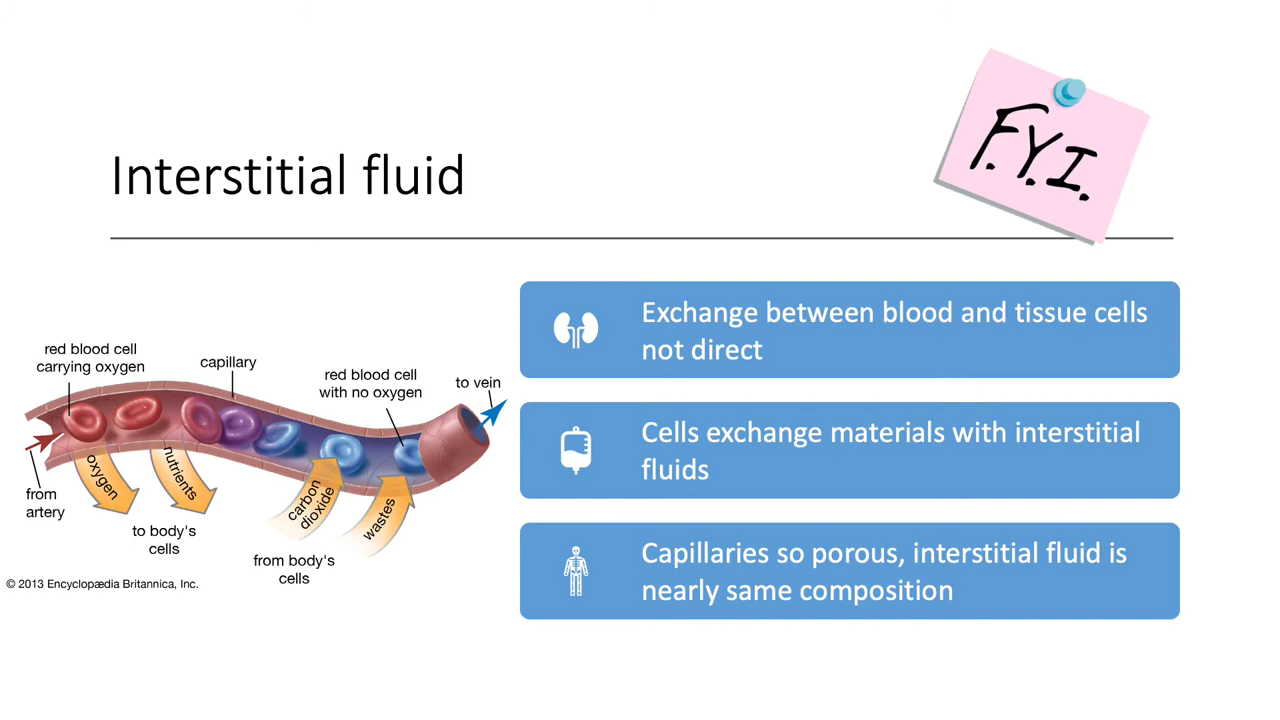 F.Y.I.
Interstitial fluid
red blood cell
carrying oxygen
capillary
red blood cell
with no oxygen
to vein
from
artery
oxygen
nutrients
to body's
cells
carbon
dioxide
wastes
from body's
cells
© 2013 Encyclopædia Britannica, Inc.
Exchange between blood and tissue cells
not direct
Cells exchange materials with interstitial
fluids
Capillaries so porous, interstitial fluid is
nearly same composition